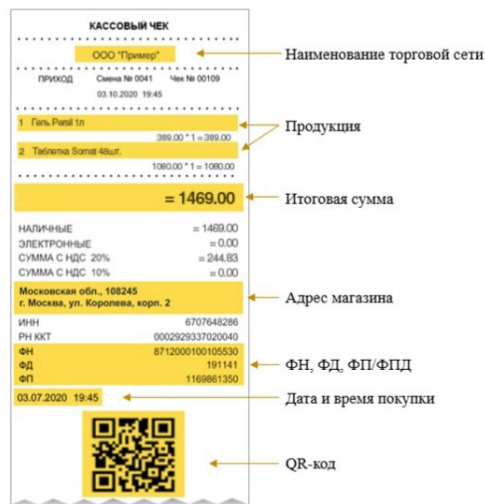 КАССОВЫЙ ЧЕК
ООО "Пример"
Наименование торговой сети
ПРИХОД Смена № 0041 Чек № 00109
03.10.2020 19:45
1 Гель Persil 1л
Продукция
389.00 * 1 = 389.00
2 Таблетка Somat 48шт.
1080.00 * 1 = 1080.00
= 1469.00
Итоговая сумма
НАЛИЧНЫЕ = 1469.00
ЭЛЕКТРОННЫЕ = 0.00
СУММА С НДС 20% = 244.83
СУММА С НДС 10% = 0.00
Московская обл., 108245
г. Москва, ул. Королева, корп. 2
Адрес магазина
ИНН 6707648286
РН ККТ 0002929337020040
ФН 8712000100105530
ФД 191141
ФН, ФД, ФП/ФПД
ФП 1169861350
03.07.2020 19:45
Дата и время покупки
QR-код